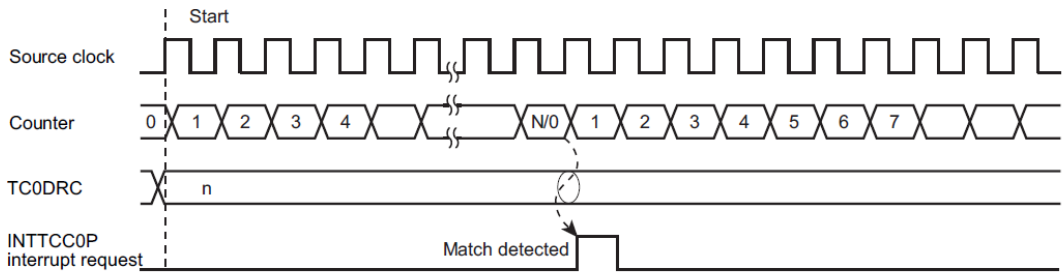 Start
Source clock
Counter 0 1 2 3 4 N/0 1 2 3 4 5 6 7
TC0DRC n
INTTCC0P
interrupt request Match detected